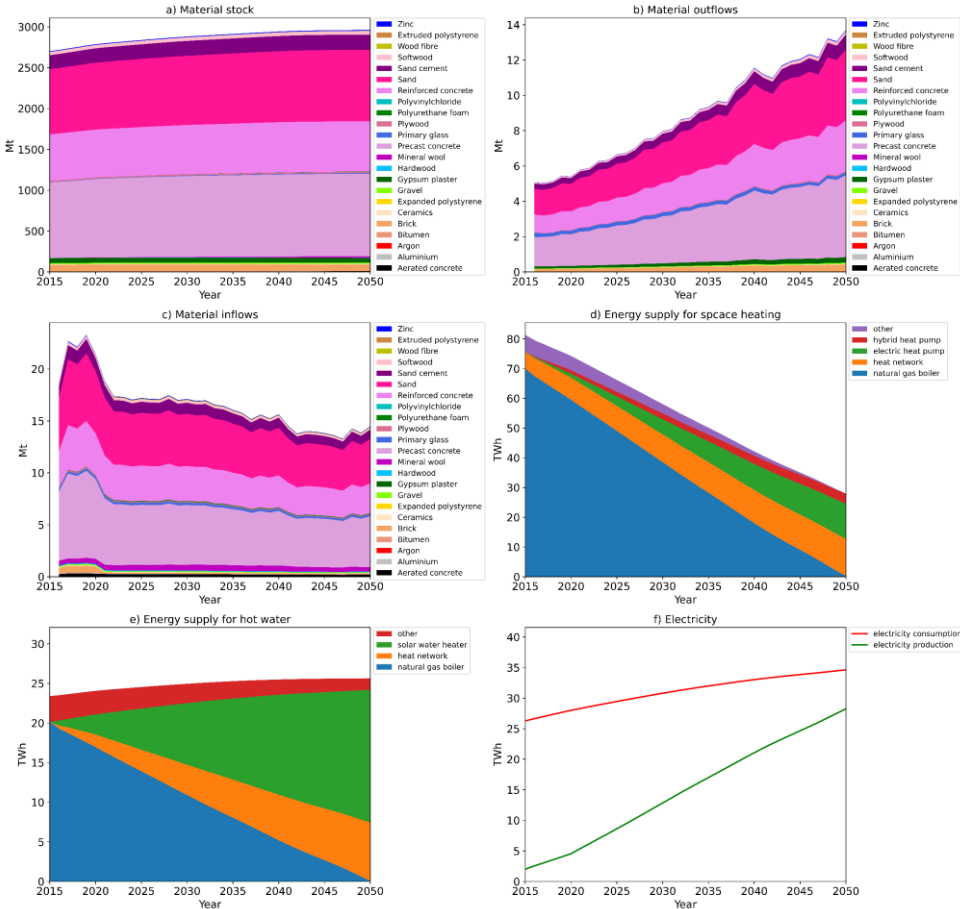 a) Material stock
3000
2500
2000
1500
1000
500
0
Mt
2015 2020 2025 2030 2035 2040 2045 2050
Year
Zinc
Extruded polystyrene
Wood fibre
Softwood
Sand cement
Sand
Reinforced concrete
Polyvinylchloride
Polyurethane foam
Plywood
Primary glass
Precast concrete
Mineral wool
Hardwood
Gypsum plaster
Gravel
Expanded polystyrene
Ceramics
Brick
Bitumen
Argon
Aluminium
Aerated concrete
b) Material outflows
14
12
10
8
6
4
2
0
Mt
2015 2020 2025 2030 2035 2040 2045 2050
Year
Zinc
Extruded polystyrene
Wood fibre
Softwood
Sand cement
Sand
Reinforced concrete
Polyvinylchloride
Polyurethane foam
Plywood
Primary glass
Precast concrete
Mineral wool
Hardwood
Gypsum plaster
Gravel
Expanded polystyrene
Ceramics
Brick
Bitumen
Argon
Aluminium
Aerated concrete
c) Material inflows
20
15
10
5
0
Mt
2015 2020 2025 2030 2035 2040 2045 2050
Year
Zinc
Extruded polystyrene
Wood fibre
Softwood
Sand cement
Sand
Reinforced concrete
Polyvinylchloride
Polyurethane foam
Plywood
Primary glass
Precast concrete
Mineral wool
Hardwood
Gypsum plaster
Gravel
Expanded polystyrene
Ceramics
Brick
Bitumen
Argon
Aluminium
Aerated concrete
d) Energy supply for spcace heating
80
70
60
50
40
30
20
10
0
TWh
2015 2020 2025 2030 2035 2040 2045 2050
Year
other
hybrid heat pump
electric heat pump
heat network
natural gas boiler
e) Energy supply for hot water
30
25
20
15
10
5
0
TWh
2015 2020 2025 2030 2035 2040 2045 2050
Year
other
solar water heater
heat network
natural gas boiler
f) Electricity
40
35
30
25
20
15
10
5
0
TWh
2015 2020 2025 2030 2035 2040 2045 2050
Year
electricity consumption
electricity production